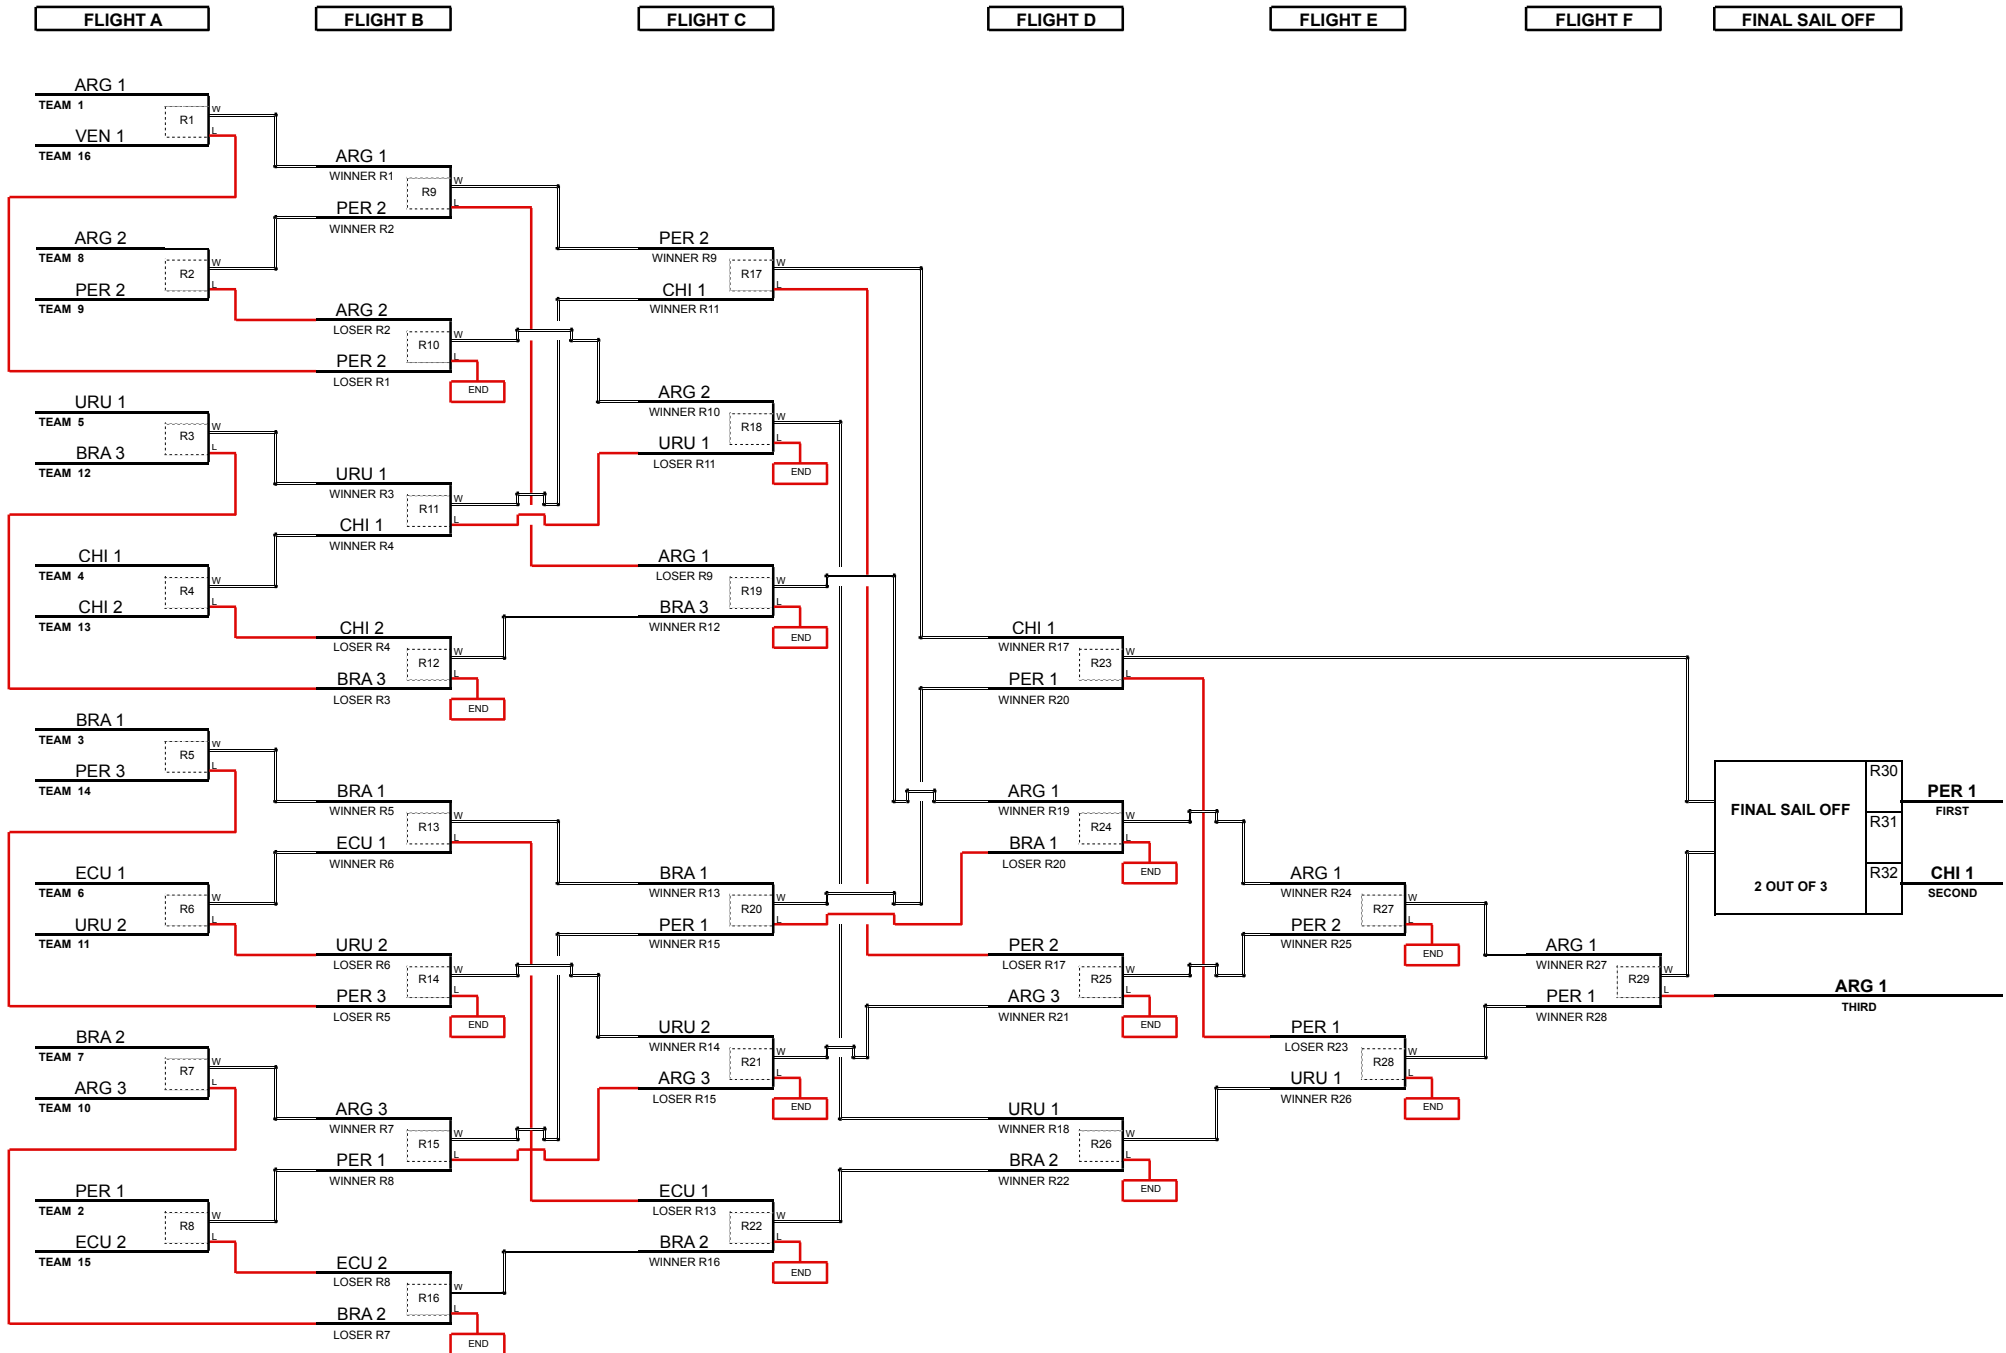 FLIGHT A
FLIGHT B
FLIGHT C
FLIGHT D
FLIGHT E
FLIGHT F
FINAL SAIL OFF
ARG 1
TEAM 1
R1
W
L
VEN 1
TEAM 16
ARG 2
TEAM 8
R2
W
L
PER 2
TEAM 9
URU 1
TEAM 5
R3
W
L
BRA 3
TEAM 12
CHI 1
TEAM 4
R4
W
L
CHI 2
TEAM 13
BRA 1
TEAM 3
R5
W
L
PER 3
TEAM 14
ECU 1
TEAM 6
R6
W
L
URU 2
TEAM 11
BRA 2
TEAM 7
R7
W
L
ARG 3
TEAM 10
PER 1
TEAM 2
R8
W
L
ECU 2
TEAM 15
ARG 1
WINNER R1
R9
W
L
PER 2
WINNER R2
ARG 2
LOSER R2
R10
W
L
PER 2
LOSER R1
END
URU 1
WINNER R3
R11
W
L
CHI 1
WINNER R4
CHI 2
LOSER R4
R12
W
L
BRA 3
LOSER R3
END
BRA 1
WINNER R5
R13
W
L
ECU 1
WINNER R6
URU 2
LOSER R6
R14
W
L
PER 3
LOSER R5
END
ARG 3
WINNER R7
R15
W
L
PER 1
WINNER R8
ECU 2
LOSER R8
R16
W
L
BRA 2
LOSER R7
END
PER 2
WINNER R9
R17
W
L
CHI 1
WINNER R11
ARG 2
WINNER R10
R18
W
L
URU 1
LOSER R11
END
ARG 1
LOSER R9
R19
W
L
BRA 3
WINNER R12
END
BRA 1
WINNER R13
R20
W
L
PER 1
WINNER R15
URU 2
WINNER R14
R21
W
L
ARG 3
LOSER R15
END
ECU 1
LOSER R13
R22
W
L
BRA 2
WINNER R16
END
CHI 1
WINNER R17
R23
W
L
PER 1
WINNER R20
ARG 1
WINNER R19
R24
W
L
BRA 1
LOSER R20
END
PER 2
LOSER R17
R25
W
L
ARG 3
WINNER R21
END
URU 1
WINNER R18
R26
W
L
BRA 2
WINNER R22
END
ARG 1
WINNER R24
R27
W
L
PER 2
WINNER R25
END
PER 1
LOSER R23
R28
W
L
URU 1
WINNER R26
END
ARG 1
WINNER R27
R29
W
L
PER 1
WINNER R28
FINAL SAIL OFF
2 OUT OF 3
R30
R31
R32
PER 1
FIRST
CHI 1
SECOND
ARG 1
THIRD